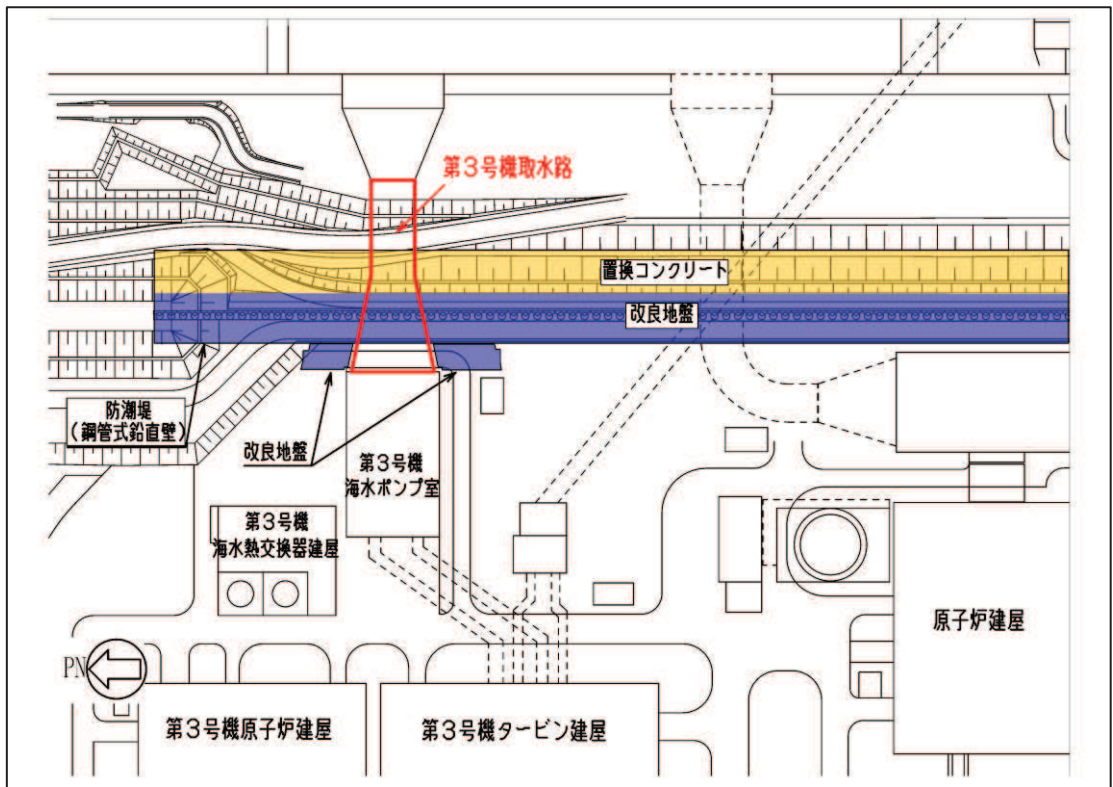 第３号機取水路
置換コンクリート
改良地盤
防潮堤
（鋼管式鉛直壁）
改良地盤
第３号機
海水ポンプ室
第３号機
海水熱交換器建屋
原子炉建屋
PN
第３号機原子炉建屋
第３号機タービン建屋